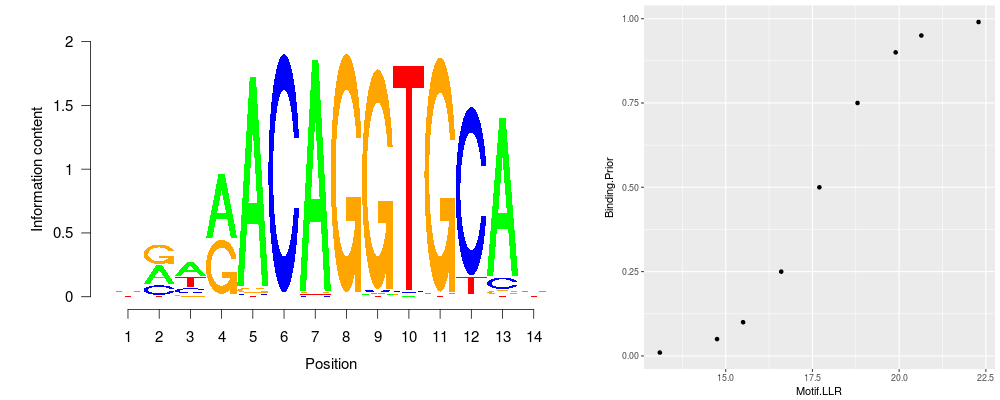 2
1.5
1
0.5
0
Information content
G A C
A T C
A G
A
C
A
G
G
T
G
C T
A C
1 2 3 4 5 6 7 8 9 10 11 12 13 14
Position
1.00
0.75
0.50
0.25
0.00
Binding.Prior
15.0 17.5 20.0 22.5
Motif.LLR